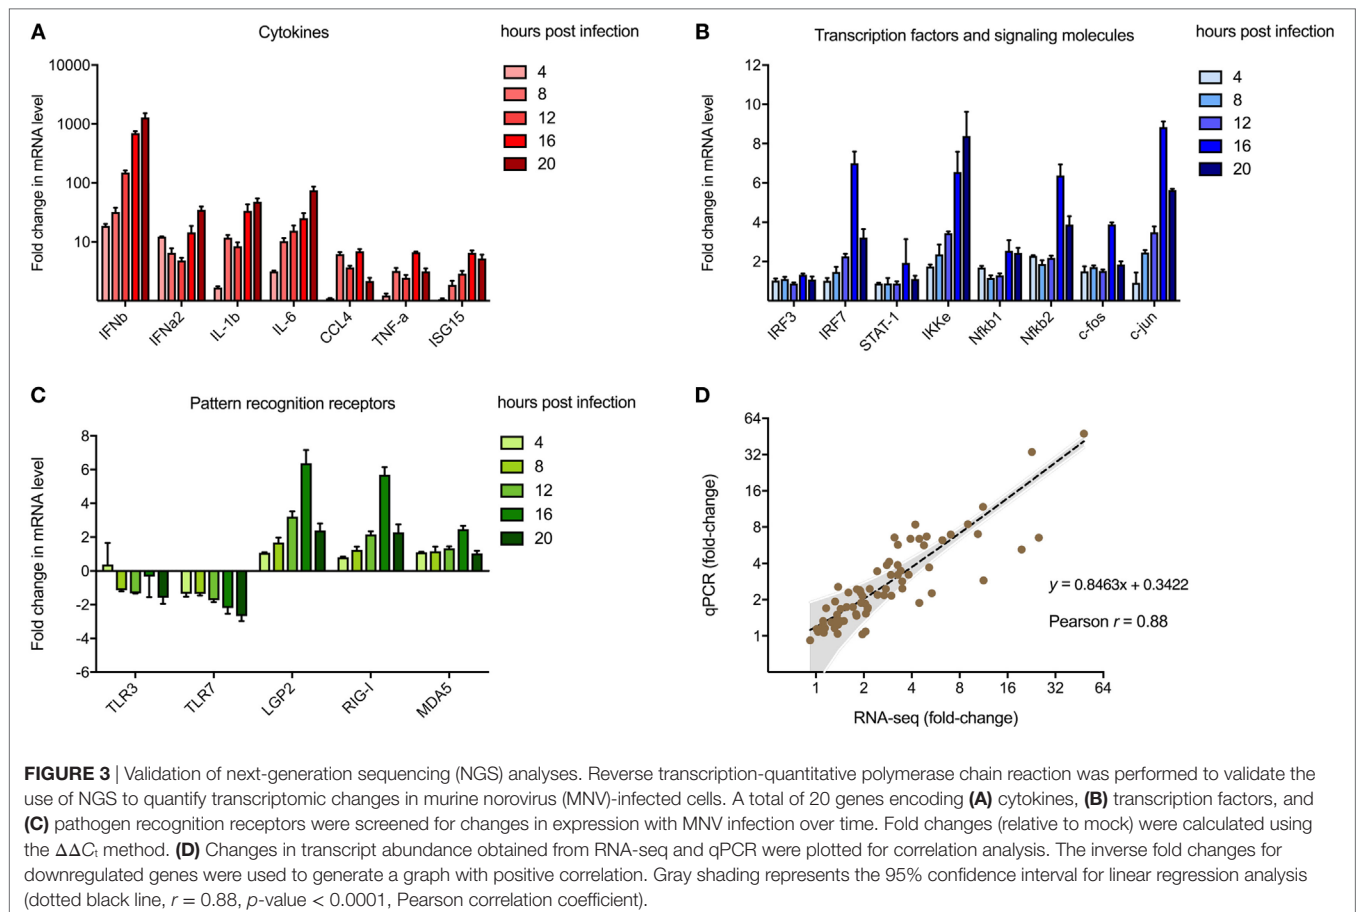 A
Cytokines
hours post infection
4
8
12
16
20
Fold change in mRNA level
10000
1000
100
10
IFNb
IFNa2
IL-1b
IL-6
CCL4
TNF-a
ISG15
B
Transcription factors and signaling molecules
hours post infection
4
8
12
16
20
Fold change in mRNA level
12
10
8
6
4
2
IRF3
IRF7
STAT-1
IKKe
Nfkb1
Nfkb2
c-fos
c-jun
C
Pattern recognition receptors
hours post infection
4
8
12
16
20
Fold change in mRNA level
8
6
4
2
0
-2
-4
-6
TLR3
TLR7
LGP2
RIG-I
MDA5
D
qPCR (fold-change)
64
32
16
8
4
2
1
y = 0.8463x + 0.3422
Pearson r = 0.88
1 2 4 8 16 32 64
RNA-seq (fold-change)
FIGURE 3 | Validation of next-generation sequencing (NGS) analyses. Reverse transcription-quantitative polymerase chain reaction was performed to validate the
use of NGS to quantify transcriptomic changes in murine norovirus (MNV)-infected cells. A total of 20 genes encoding (A) cytokines, (B) transcription factors, and
(C) pathogen recognition receptors were screened for changes in expression with MNV infection over time. Fold changes (relative to mock) were calculated using
the ΔΔCt method. (D) Changes in transcript abundance obtained from RNA-seq and qPCR were plotted for correlation analysis. The inverse fold changes for
downregulated genes were used to generate a graph with positive correlation. Gray shading represents the 95% confidence interval for linear regression analysis
(dotted black line, r = 0.88, p-value < 0.0001, Pearson correlation coefficient).